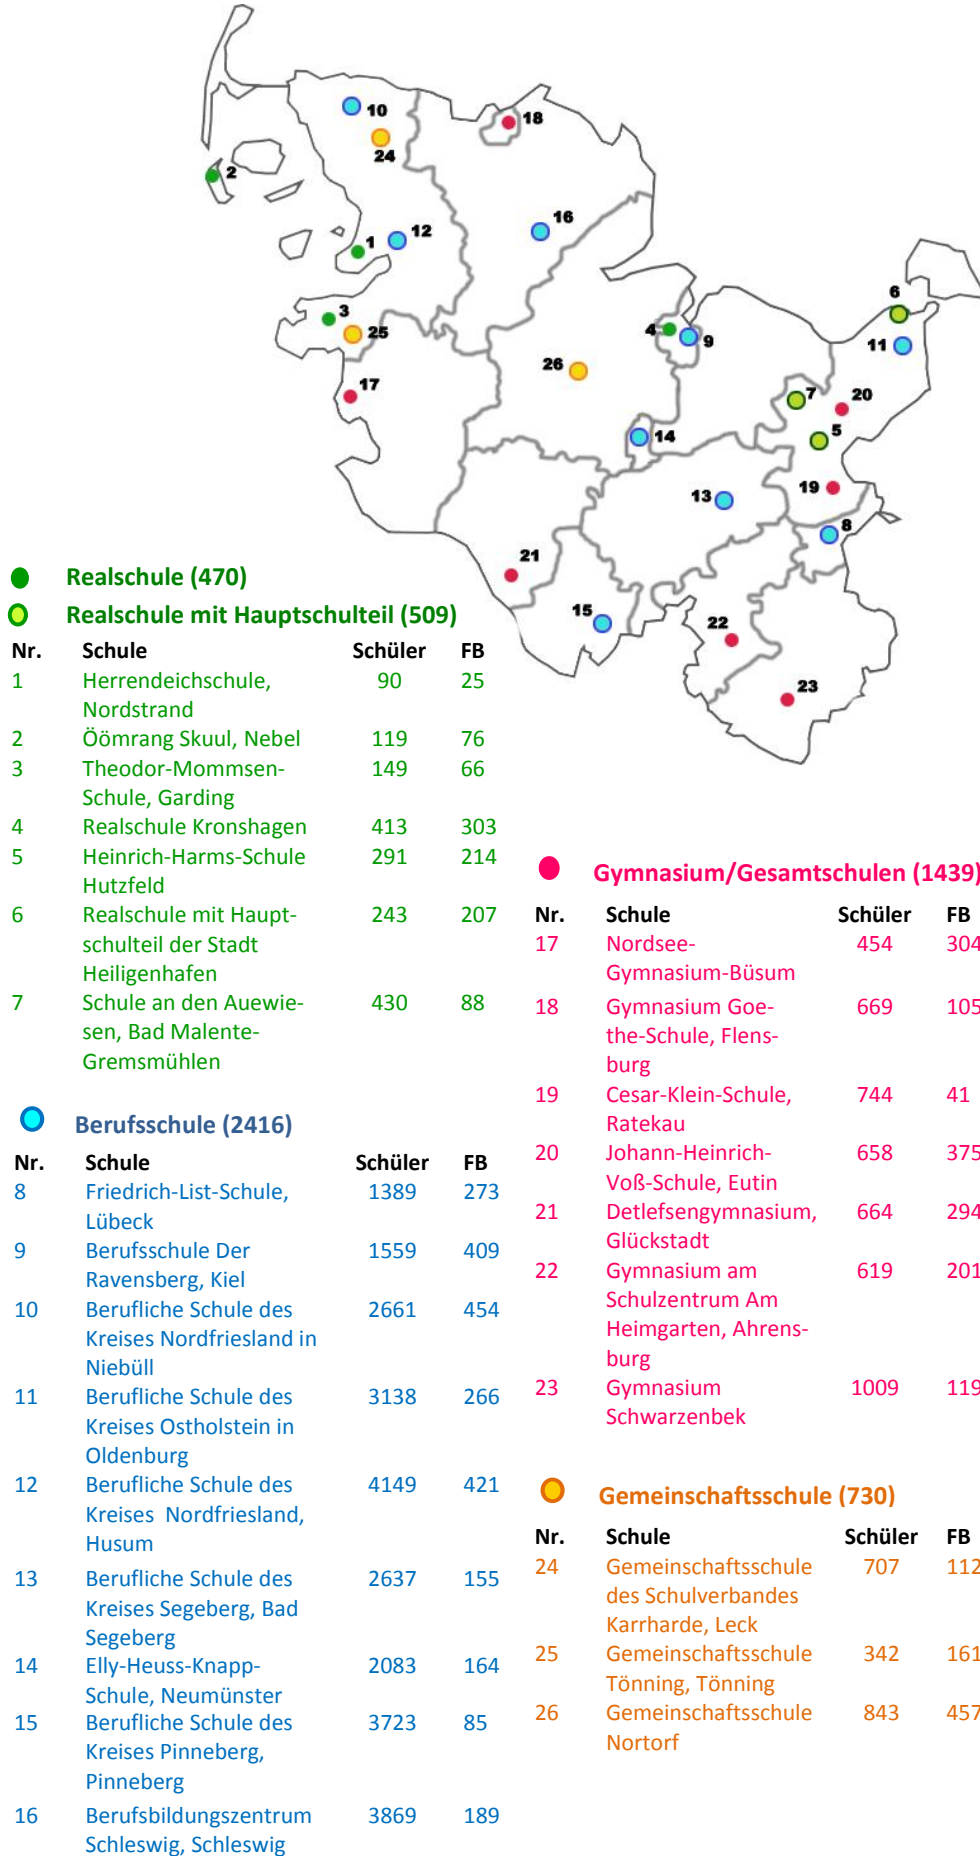 10
18
24
2
16
12
1
6
3
4
25
9
11
26
17
7
20
5
14
19
13
8
21
15
22
23
Realschule (470)
Realschule mit Hauptschulteil (509)
Nr. Schule Schüler FB
1 Herrendeichschule, 90 25
Nordstrand
2 Öömrang Skuul, Nebel 119 76
3 Theodor-Mommsen- 149 66
Schule, Garding
4 Realschule Kronshagen 413 303
5 Heinrich-Harms-Schule 291 214
Hutzfeld
6 Realschule mit Haupt- 243 207
schulteil der Stadt
Heiligenhafen
7 Schule an den Auewie- 430 88
sen, Bad Malente-
Gremsmühlen
Berufsschule (2416)
Nr. Schule Schüler FB
8 Friedrich-List-Schule, 1389 273
Lübeck
9 Berufsschule Der 1559 409
Ravensberg, Kiel
10 Berufliche Schule des 2661 454
Kreises Nordfriesland in
Niebüll
11 Berufliche Schule des 3138 266
Kreises Ostholstein in
Oldenburg
12 Berufliche Schule des 4149 421
Kreises Nordfriesland,
Husum
13 Berufliche Schule des 2637 155
Kreises Segeberg, Bad
Segeberg
14 Elly-Heuss-Knapp- 2083 164
Schule, Neumünster
15 Berufliche Schule des 3723 85
Kreises Pinneberg,
Pinneberg
16 Berufsbildungszentrum 3869 189
Schleswig, Schleswig
Gymnasium/Gesamtschulen (1439)
Nr. Schule Schüler FB
17 Nordsee- 454 304
Gymnasium-Büsum
18 Gymnasium Goe- 669 105
the-Schule, Flens-
burg
19 Cesar-Klein-Schule, 744 41
Ratekau
20 Johann-Heinrich- 658 375
Voß-Schule, Eutin
21 Detlefsengymnasium, 664 294
Glückstadt
22 Gymnasium am 619 201
Schulzentrum Am
Heimgarten, Ahrens-
burg
23 Gymnasium 1009 119
Schwarzenbek
Gemeinschaftsschule (730)
Nr. Schule Schüler FB
24 Gemeinschaftsschule 707 112
des Schulverbandes
Karrharde, Leck
25 Gemeinschaftsschule 342 161
Tönning, Tönning
26 Gemeinschaftsschule 843 457
Nortorf